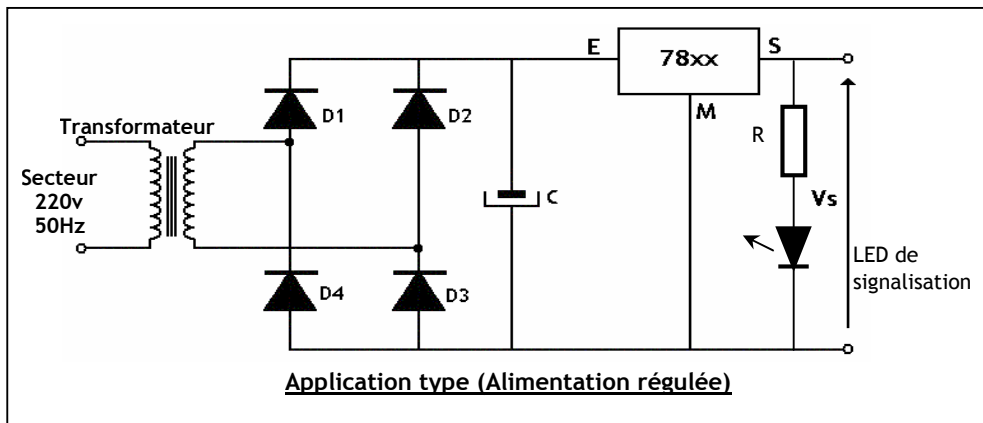 E
78xx
S
M
D1
D2
Transformateur
R
Secteur
220v
50Hz
C
Vs
LED de
signalisation
D4
D3
Application type (Alimentation régulée)